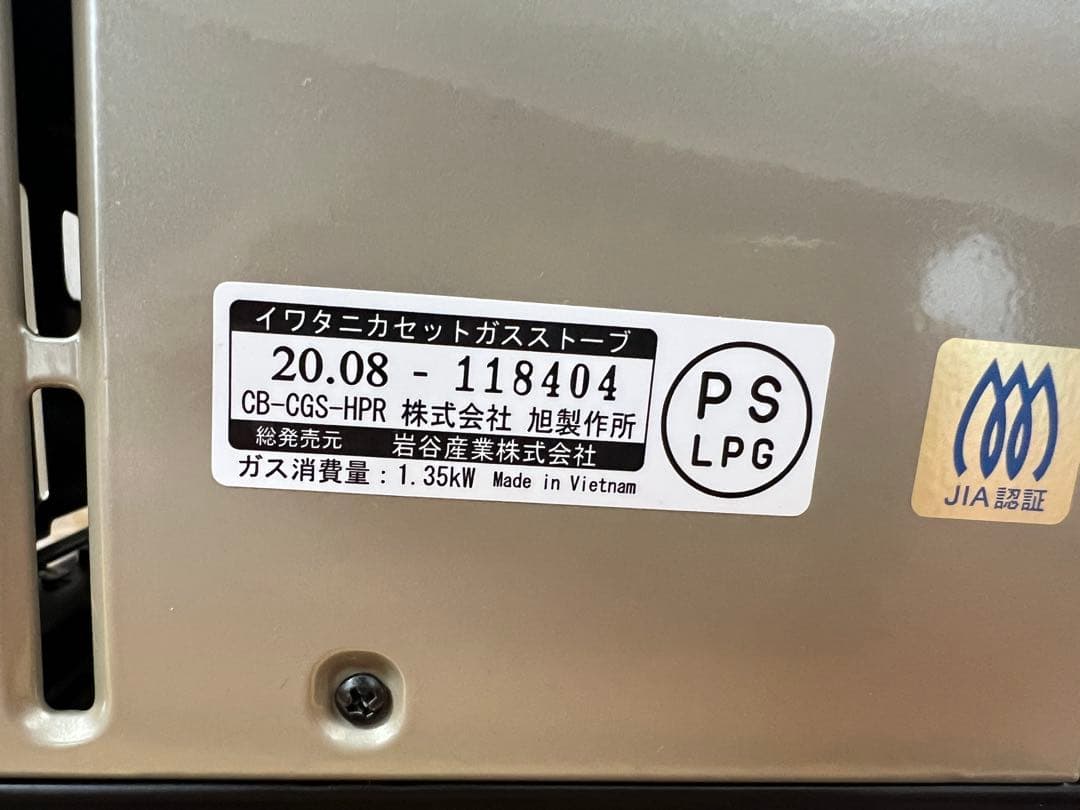 イワタニカセットガスストーブ
20.08 - 118404
CB-CGS-HPR 株式会社 旭製作所
総発売元 岩谷産業株式会社
ガス消費量：1.35kW Made in Vietnam
PS
LPG
JIA認証